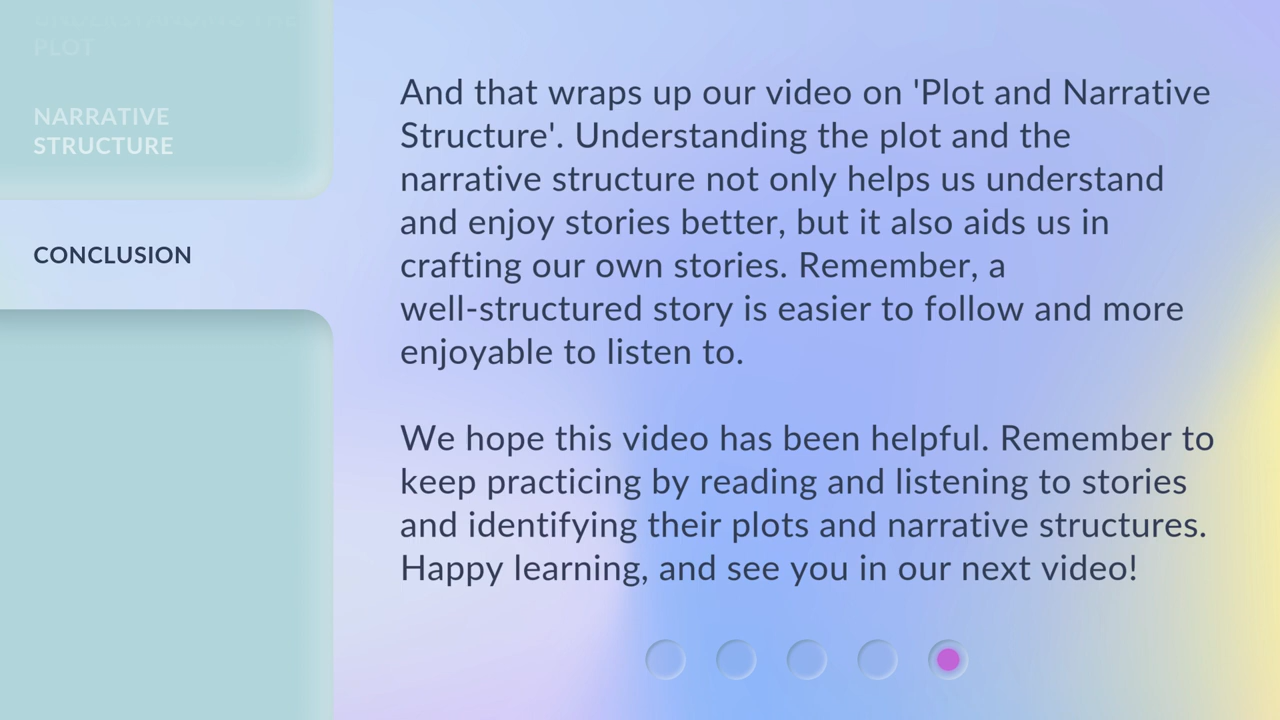 PLOT
NARRATIVE
STRUCTURE
CONCLUSION
And that wraps up our video on 'Plot and Narrative
Structure'. Understanding the plot and the
narrative structure not only helps us understand
and enjoy stories better, but it also aids us in
crafting our own stories. Remember, a
well-structured story is easier to follow and more
enjoyable to listen to.
We hope this video has been helpful. Remember to
keep practicing by reading and listening to stories
and identifying their plots and narrative structures.
Happy learning, and see you in our next video!